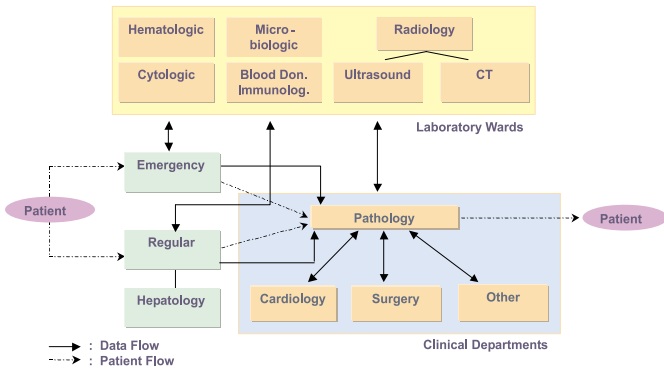 Hematologic
Micro-
biologic
Radiology
Cytologic
Blood Don.
Immunolog.
Ultrasound
CT
Laboratory Wards
Emergency
Patient
Pathology
Patient
Regular
Hepatology
Cardiology
Surgery
Other
: Data Flow
: Patient Flow
Clinical Departments